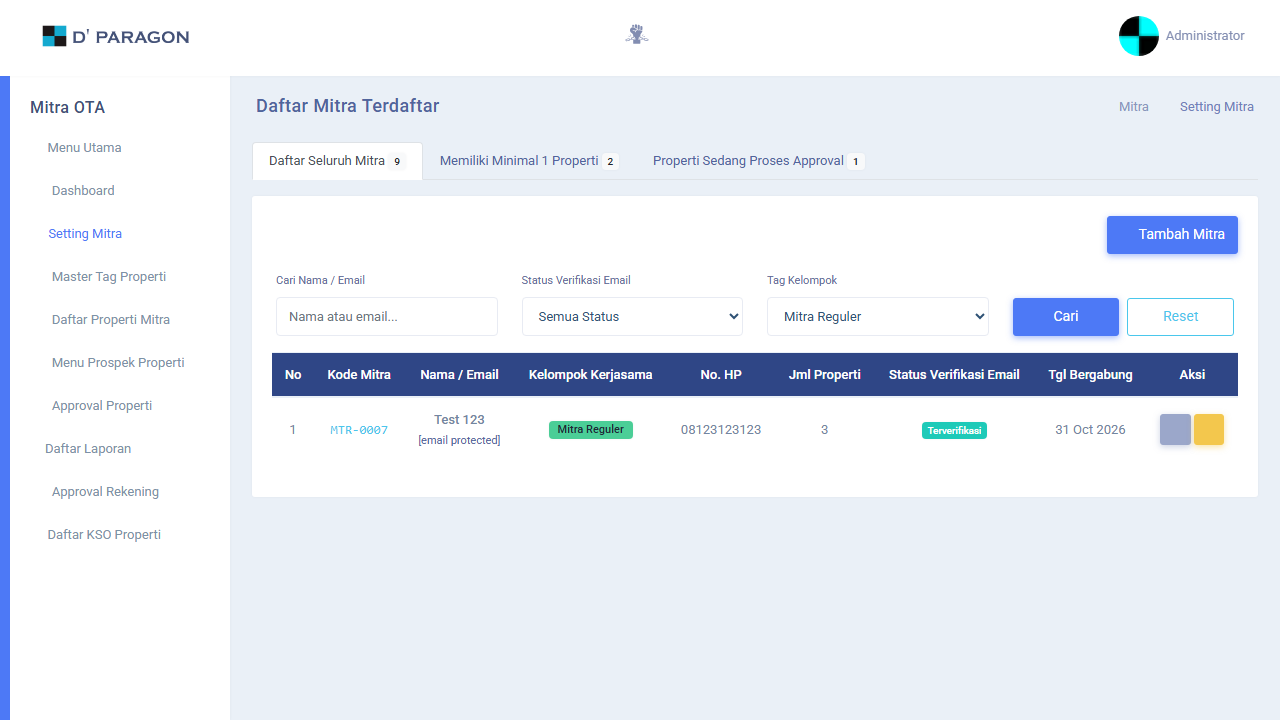 D' PARAGON
Administrator
Mitra OTA
Menu Utama
Dashboard
Setting Mitra
Master Tag Properti
Daftar Properti Mitra
Menu Prospek Properti
Approval Properti
Daftar Laporan
Approval Rekening
Daftar KSO Properti
Daftar Mitra Terdaftar
Mitra Setting Mitra
Daftar Seluruh Mitra 9 Memiliki Minimal 1 Properti 2 Properti Sedang Proses Approval 1
Tambah Mitra
Cari Nama / Email Status Verifikasi Email Tag Kelompok
Nama atau email... Semua Status Mitra Reguler Cari Reset
No Kode Mitra Nama / Email Kelompok Kerjasama No. HP Jml Properti Status Verifikasi Email Tgl Bergabung Aksi
1 MTR-0007 Test 123 Mitra Reguler 08123123123 3 Terverifikasi 31 Oct 2026
[email protected]